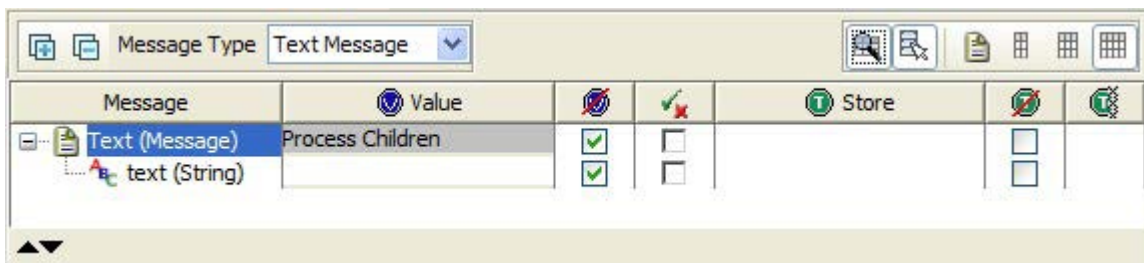 Message Type Text Message
Message Value Store
Text (Message) Process Children
text (String)